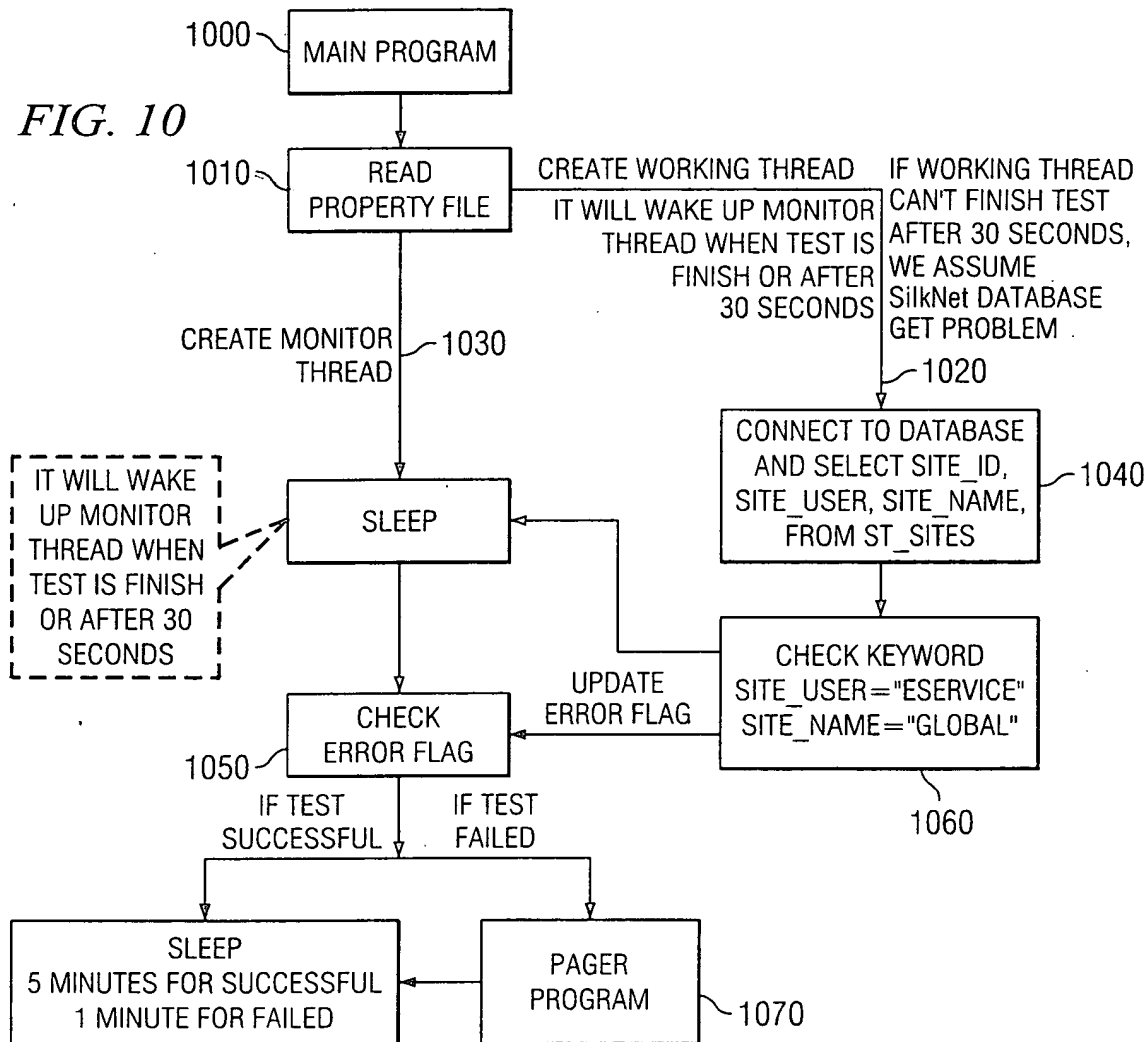 1000
MAIN PROGRAM
FIG. 10
1010
READ
PROPERTY FILE
CREATE WORKING THREAD
IT WILL WAKE UP MONITOR
THREAD WHEN TEST IS
FINISH OR AFTER
30 SECONDS
IF WORKING THREAD
CAN'T FINISH TEST
AFTER 30 SECONDS,
WE ASSUME
SilkNet DATABASE
GET PROBLEM
CREATE MONITOR
THREAD
1030
1020
CONNECT TO DATABASE
AND SELECT SITE_ID,
SITE_USER, SITE_NAME,
FROM ST_SITES
1040
IT WILL WAKE
UP MONITOR
THREAD WHEN
TEST IS FINISH
OR AFTER 30
SECONDS
SLEEP
CHECK KEYWORD
SITE_USER="ESERVICE"
SITE_NAME="GLOBAL"
1060
UPDATE
ERROR FLAG
CHECK
ERROR FLAG
1050
IF TEST
SUCCESSFUL
IF TEST
FAILED
SLEEP
5 MINUTES FOR SUCCESSFUL
1 MINUTE FOR FAILED
PAGER
PROGRAM
1070